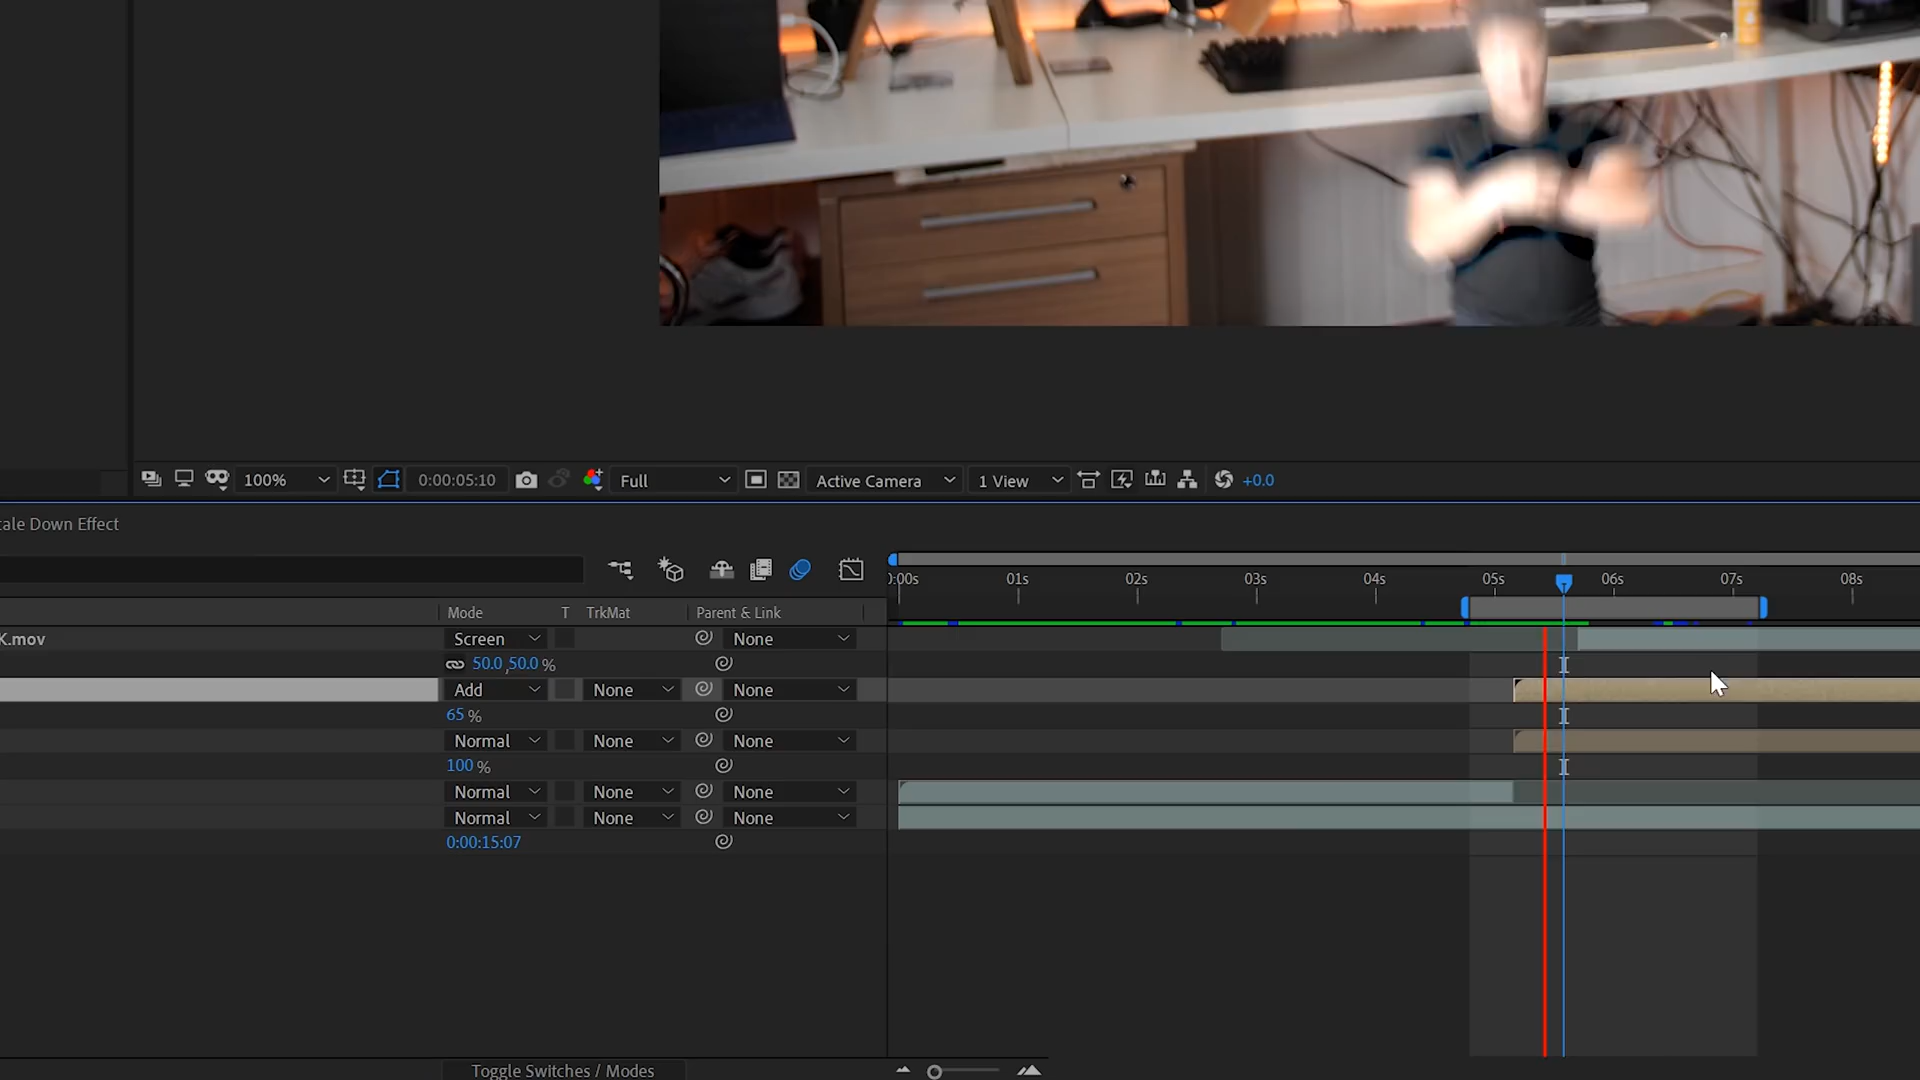 100% 0:00:05:10 Full Active Camera 1 View +0.0
cale Down Effect
0:00s 01s 02s 03s 04s 05s 06s 07s 08s
Mode T TrkMat Parent & Link
K.mov Screen None
50.0,50.0 %
Add None None
65 %
Normal None None
100 %
Normal None None
Normal None None
0:00:15:07
Toggle Switches / Modes